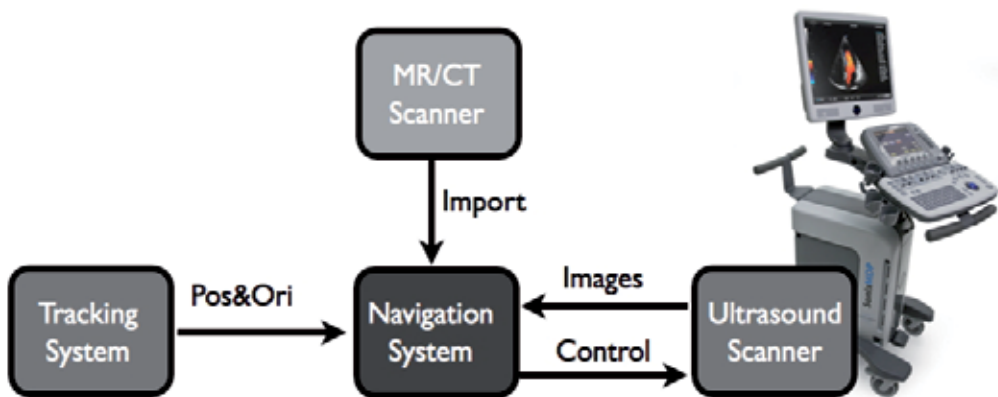 MR/CT
Scanner
Import
Tracking
System
Pos&Ori
Navigation
System
Images
Control
Ultrasound
Scanner